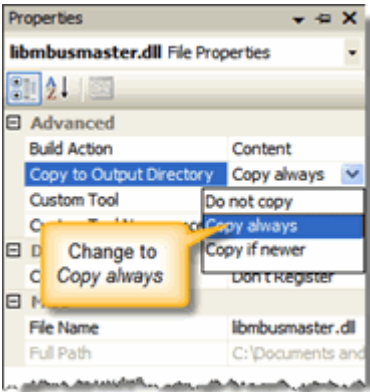 Properties
libmbusmaster.dll File Properties
Advanced
Build Action Content
Copy to Output Directory Copy always
Custom Tool
Do not copy
Copy always
Copy if newer
Change to
Copy always
Don't Register
File Name libmbusmaster.dll
Full Path C:\Documents and